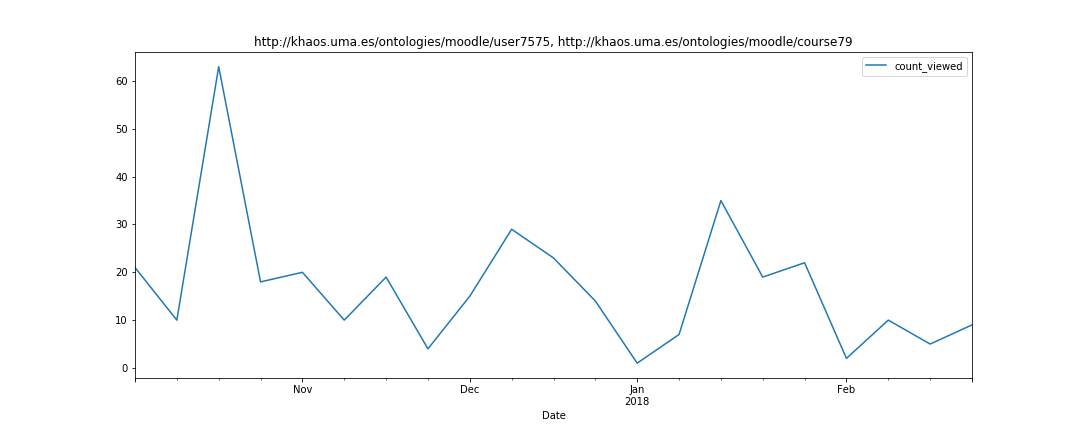 http://khaos.uma.es/ontologies/moodle/user7575, http://khaos.uma.es/ontologies/moodle/course79
count_viewed
60
50
40
30
20
10
0
Nov
Dec
Jan
2018
Feb
Date